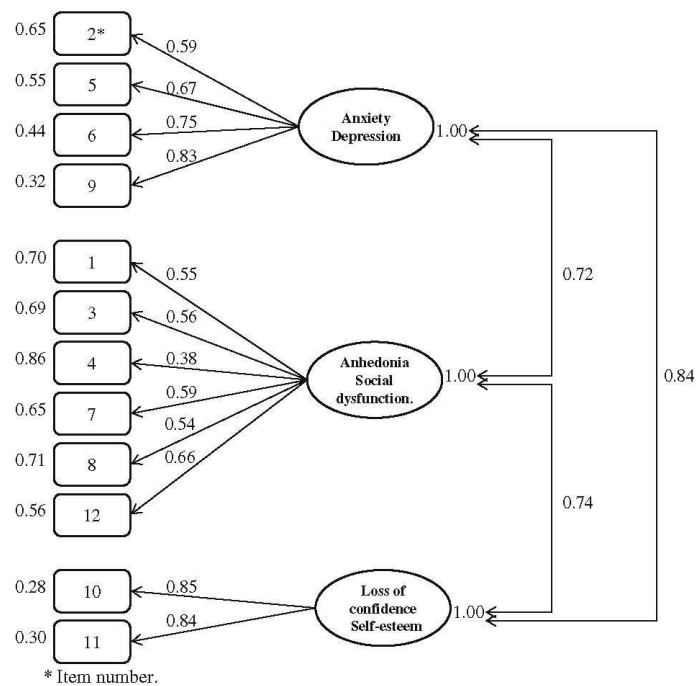 0.65 2* 0.59
0.55 5 0.67
0.44 6 0.75
0.32 9 0.83
Anxiety
Depression
1.00
0.70 1 0.55
0.69 3 0.56
0.86 4 0.38
0.65 7 0.59
0.71 8 0.54
0.56 12 0.66
Anhedonia
Social
dysfunction.
1.00
0.72
0.84
0.74
0.28 10 0.85
0.30 11 0.84
Loss of
confidence
Self-esteem
1.00
* Item number.